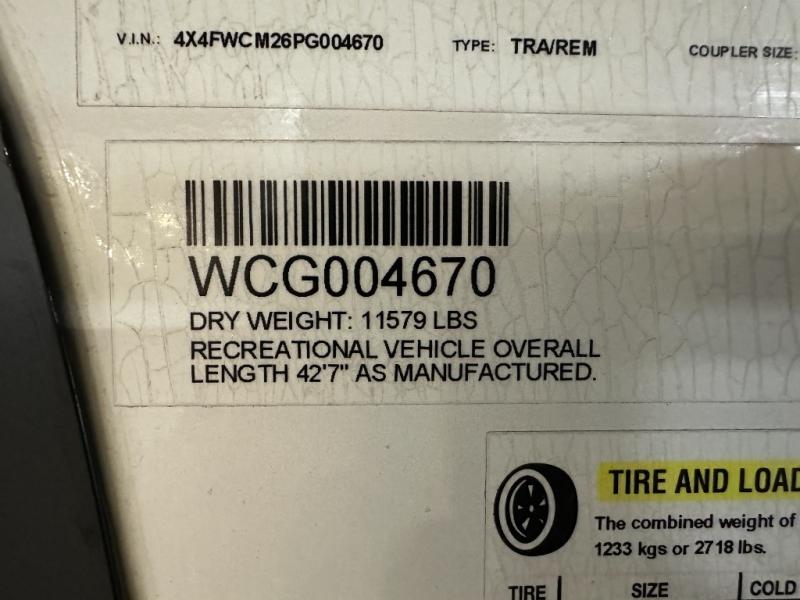 V.I.N.: 4X4FWCM26PG004670 TYPE: TRA/REM COUPLER SIZE:
WCG004670
DRY WEIGHT: 11579 LBS
RECREATIONAL VEHICLE OVERALL
LENGTH 42'7" AS MANUFACTURED.
TIRE AND LOAD
The combined weight of
1233 kgs or 2718 lbs.
TIRE SIZE COLD